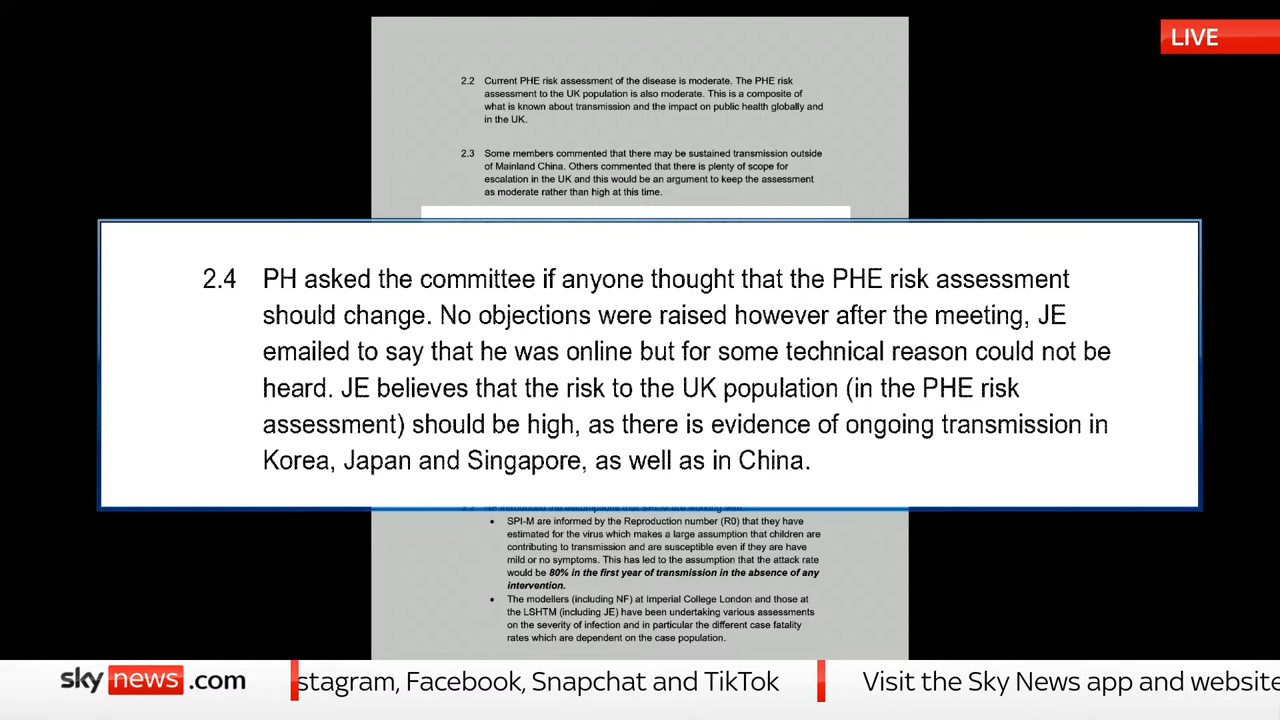 LIVE
2.2 Current PHE risk assessment of the disease is moderate. The PHE risk
assessment to the UK population is also moderate. This is a composite of
what is known about transmission and the impact on public health globally and
in the UK.
2.3 Some members commented that there may be sustained transmission outside
of Mainland China. Others commented that there is plenty of scope for
escalation in the UK and this would be an argument to keep the assessment
as moderate rather than high at this time.
2.4 PH asked the committee if anyone thought that the PHE risk assessment
should change. No objections were raised however after the meeting, JE
emailed to say that he was online but for some technical reason could not be
heard. JE believes that the risk to the UK population (in the PHE risk
assessment) should be high, as there is evidence of ongoing transmission in
Korea, Japan and Singapore, as well as in China.
3.2 NF introduced the assumptions that SPI-M are working with:
• SPI-M are informed by the Reproduction number (R0) that they have
estimated for the virus which makes a large assumption that children are
contributing to transmission and are susceptible even if they are have
mild or no symptoms. This has led to the assumption that the attack rate
would be 80% in the first year of transmission in the absence of any
intervention.
• The modellers (including NF) at Imperial College London and those at
the LSHTM (including JE) have been undertaking various assessments
on the severity of infection and in particular the different case fatality
rates which are dependent on the case population.
sky news .com
stagram, Facebook, Snapchat and TikTok
Visit the Sky News app and website